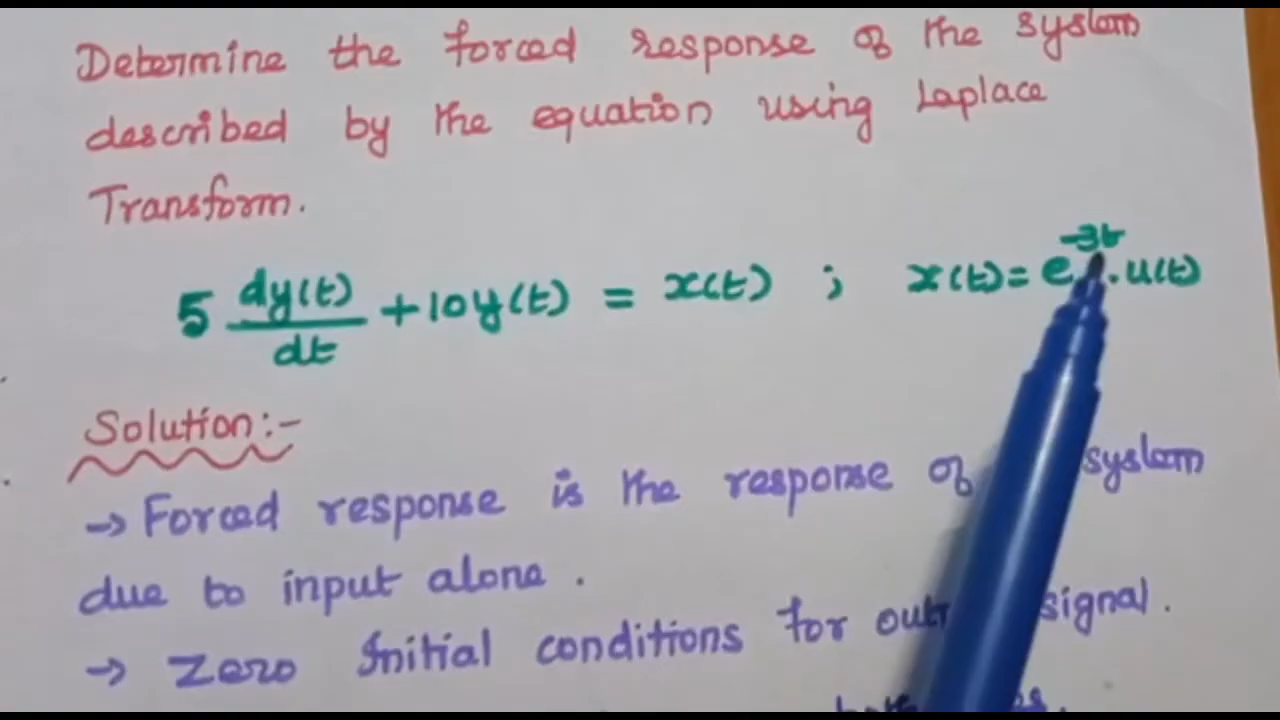 Determine the forced response of the system
described by the equation using Laplace
Transform.
5 dy(t)/dt + 10y(t) = x(t) ; x(t) = e^-3t . u(t)
Solution:-
→ Forced response is the response of system
due to input alone .
→ Zero Initial conditions for signal.